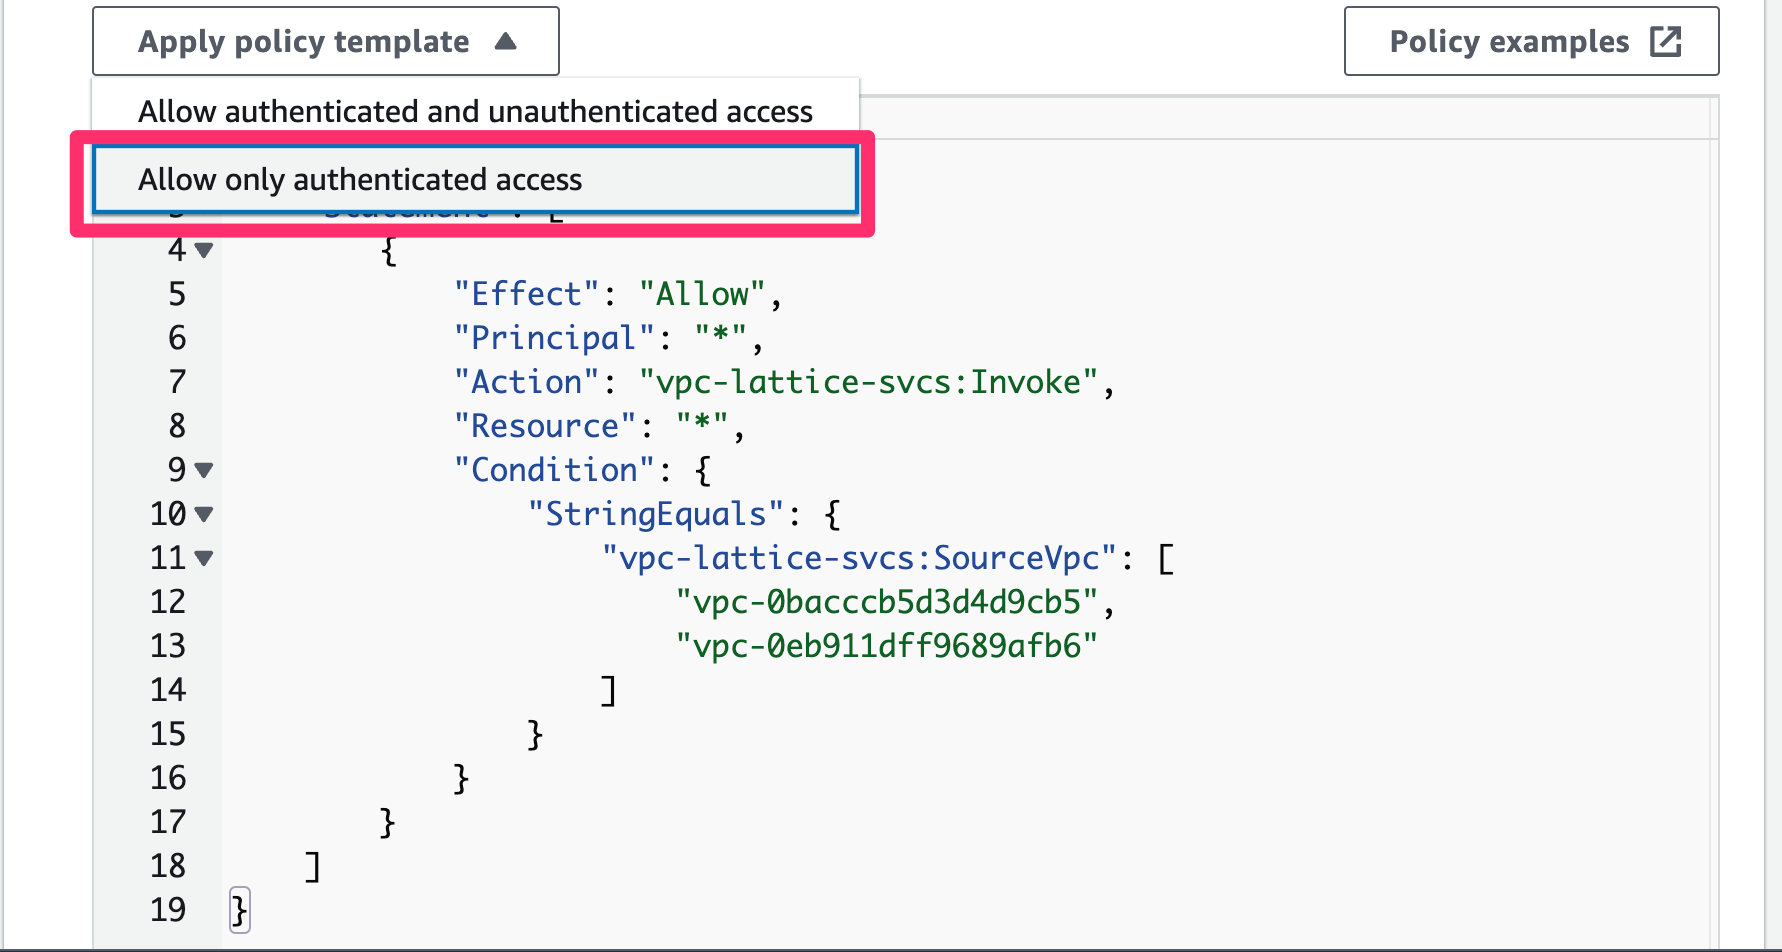 Apply policy template
Policy examples
Allow authenticated and unauthenticated access
Allow only authenticated access
4 {
5 "Effect": "Allow",
6 "Principal": "*",
7 "Action": "vpc-lattice-svcs:Invoke",
8 "Resource": "*",
9 "Condition": {
10 "StringEquals": {
11 "vpc-lattice-svcs:SourceVpc": [
12 "vpc-0bacccb5d3d4d9cb5",
13 "vpc-0eb911dff9689afb6"
14 ]
15 }
16 }
17 }
18 ]
19 }